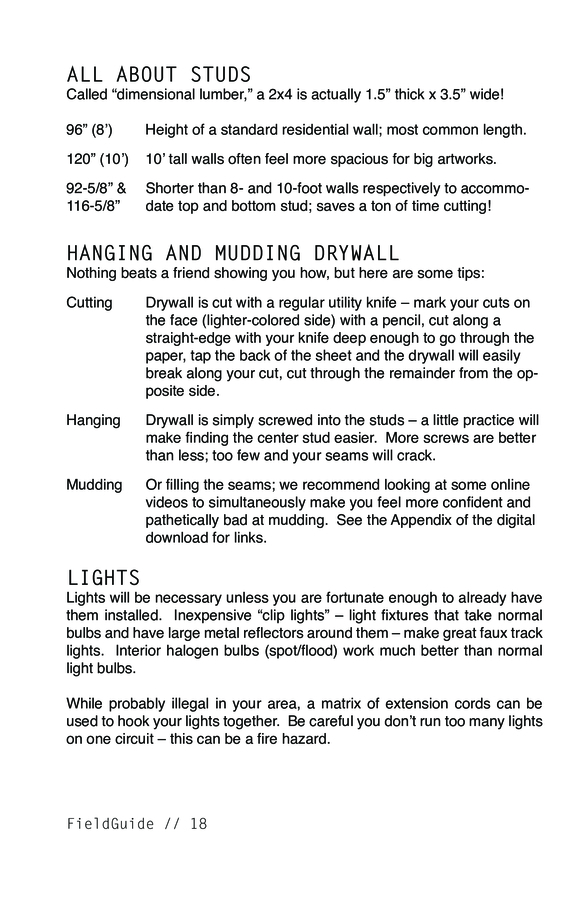 ALL ABOUT STUDS
Called “dimensional lumber,” a 2x4 is actually 1.5” thick x 3.5” wide!
96” (8’) Height of a standard residential wall; most common length.
120” (10’) 10’ tall walls often feel more spacious for big artworks.
92-5/8” & Shorter than 8- and 10-foot walls respectively to accommo-
116-5/8” date top and bottom stud; saves a ton of time cutting!
HANGING AND MUDDING DRYWALL
Nothing beats a friend showing you how, but here are some tips:
Cutting Drywall is cut with a regular utility knife – mark your cuts on
the face (lighter-colored side) with a pencil, cut along a
straight-edge with your knife deep enough to go through the
paper, tap the back of the sheet and the drywall will easily
break along your cut, cut through the remainder from the op-
posite side.
Hanging Drywall is simply screwed into the studs – a little practice will
make finding the center stud easier. More screws are better
than less; too few and your seams will crack.
Mudding Or filling the seams; we recommend looking at some online
videos to simultaneously make you feel more confident and
pathetically bad at mudding. See the Appendix of the digital
download for links.
LIGHTS
Lights will be necessary unless you are fortunate enough to already have
them installed. Inexpensive “clip lights” – light fixtures that take normal
bulbs and have large metal reflectors around them – make great faux track
lights. Interior halogen bulbs (spot/flood) work much better than normal
light bulbs.
While probably illegal in your area, a matrix of extension cords can be
used to hook your lights together. Be careful you don’t run too many lights
on one circuit – this can be a fire hazard.
FieldGuide // 18